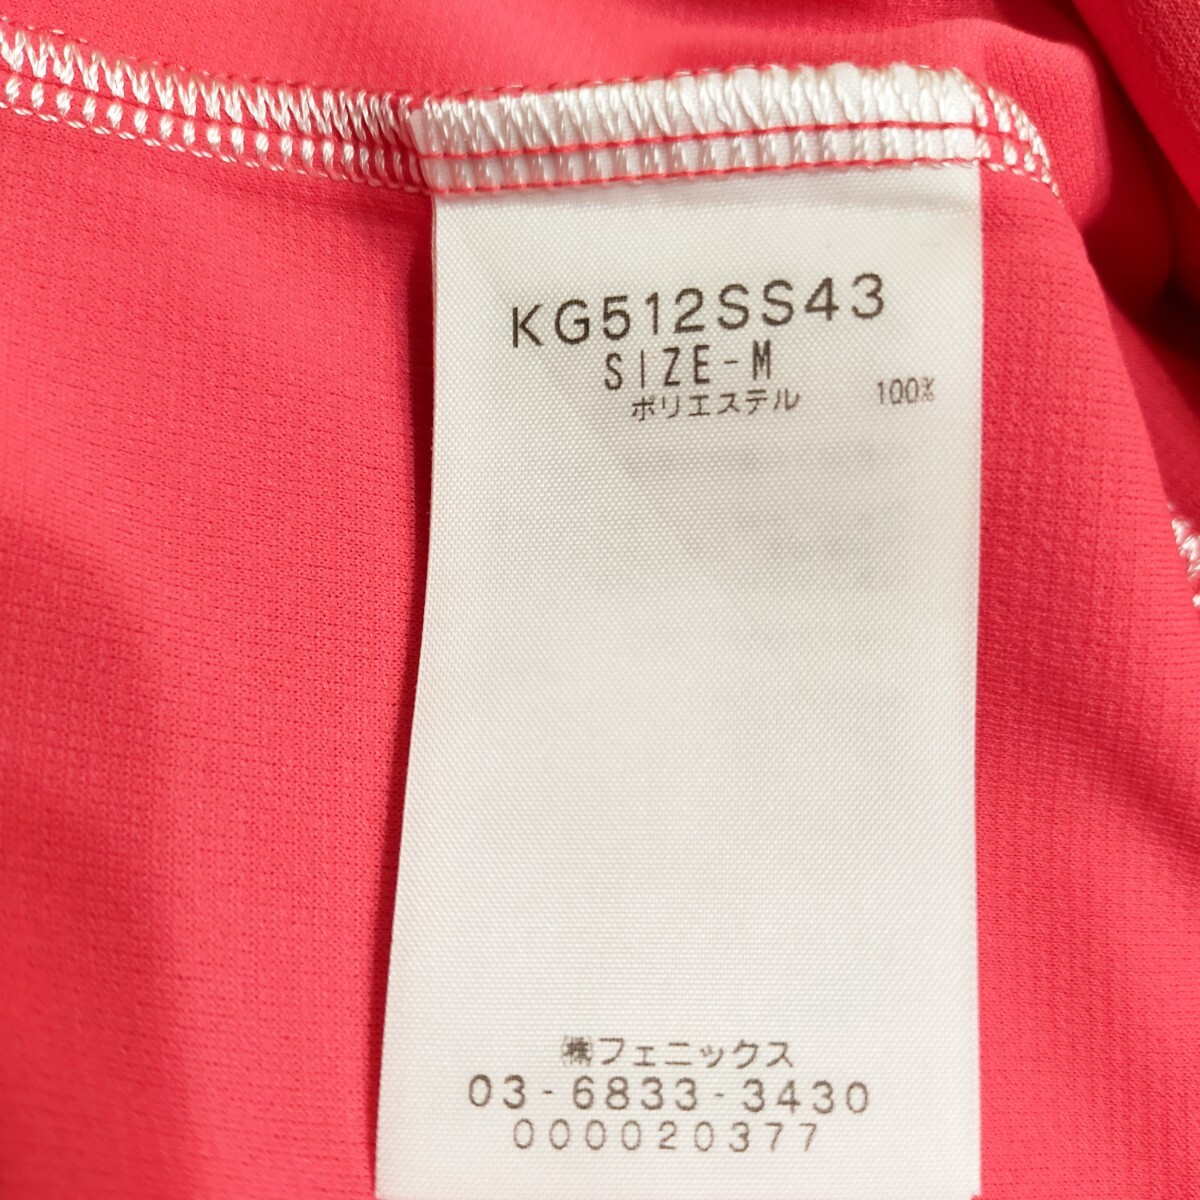 KG512SS43
SIZE-M
ポリエステル 100%
㈱フェニックス
03-6833-3430
000020377